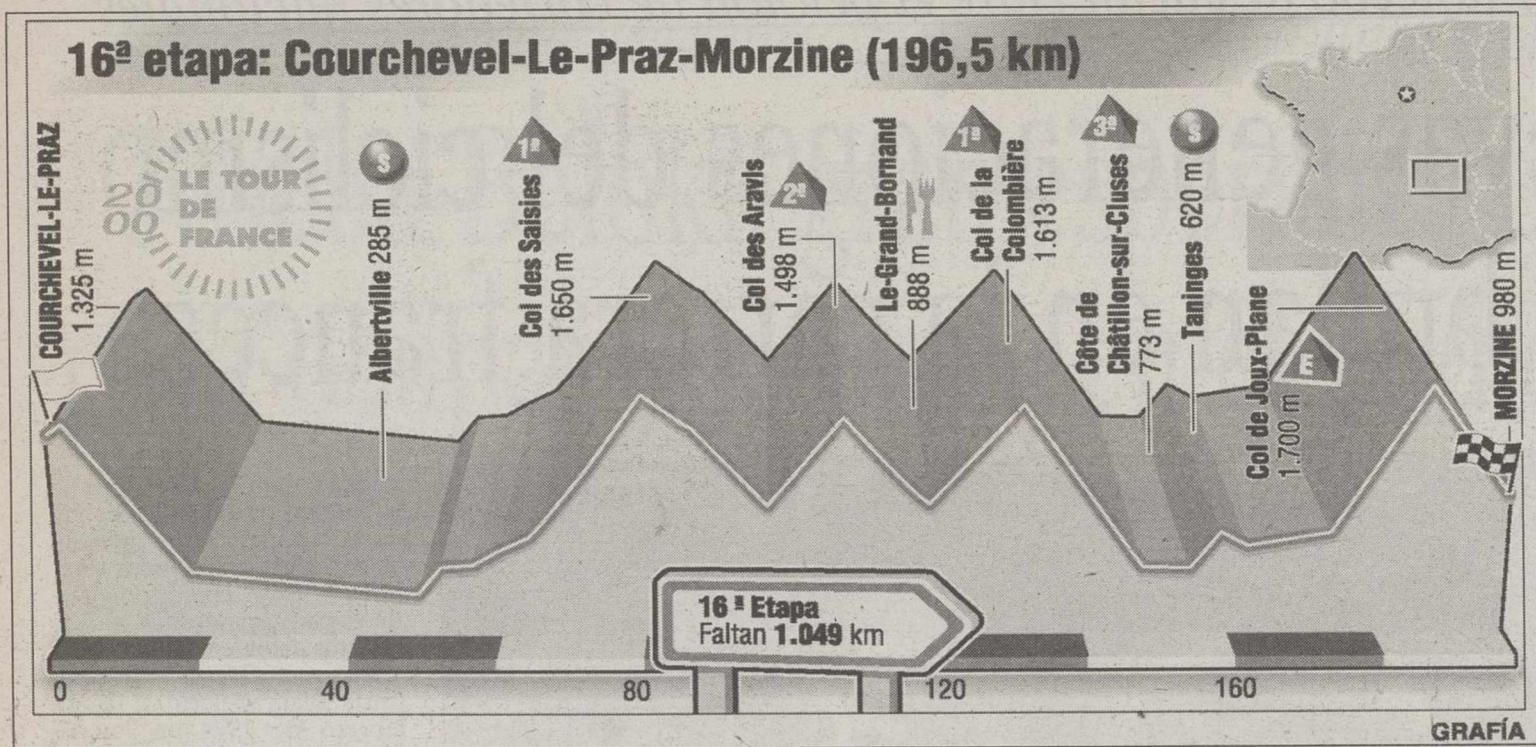 16ª etapa: Courchevel-Le-Praz-Morzine (196,5 km)
COURCHEVEL-LE-PRAZ
1.325 m
20
00
LE TOUR
DE
FRANCE
S
Albertville 285 m
1ª
Col des Saisies
1.650 m
2ª
Col des Aravis
1.498 m
Le-Grand-Bornand
888 m
1ª
Col de la
Colombière
1.613 m
3ª
Côte de
Châtillon-sur-Cluses
773 m
S
Taninges 620 m
E
Col de Joux-Plane
1.700 m
MORZINE 980 m
16ª Etapa
Faltan 1.049 km
0 40 80 120 160
GRAFÍA